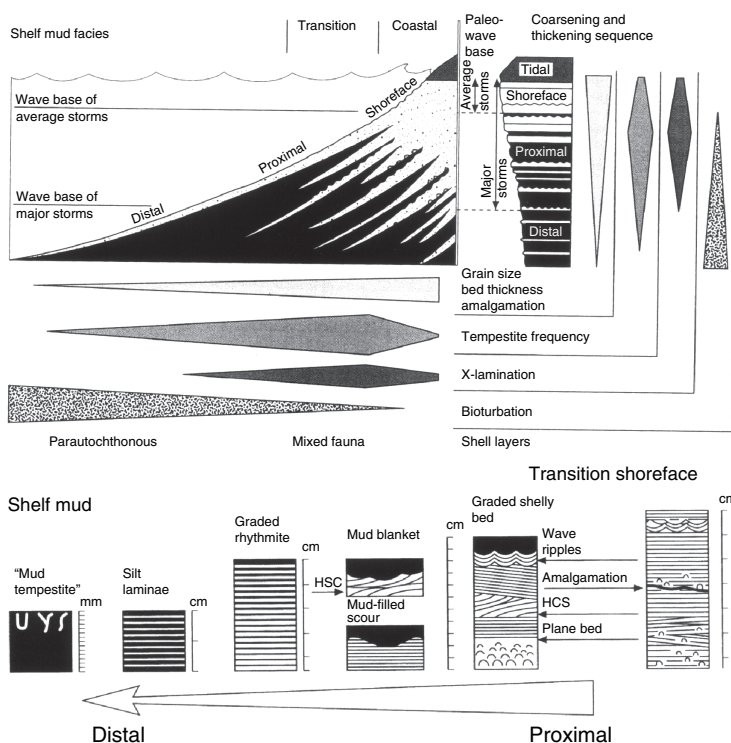 Shelf mud facies
Transition
Coastal
Paleo-
wave
base
Coarsening and
thickening sequence
Average
storms
Tidal
Shoreface
Wave base of
average storms
Shoreface
Proximal
Proximal
Major
storms
Wave base of
major storms
Distal
Distal
Grain size
bed thickness
amalgamation
Tempestite frequency
X-lamination
Bioturbation
Parautochthonous
Mixed fauna
Shell layers
Transition shoreface
Shelf mud
Graded shelly
bed
cm
Graded
rhythmite
cm
Mud blanket
cm
Wave
ripples
"Mud
tempestite"
mm
Silt
laminae
cm
HSC
Amalgamation
Mud-filled
scour
HCS
Plane bed
Distal
Proximal